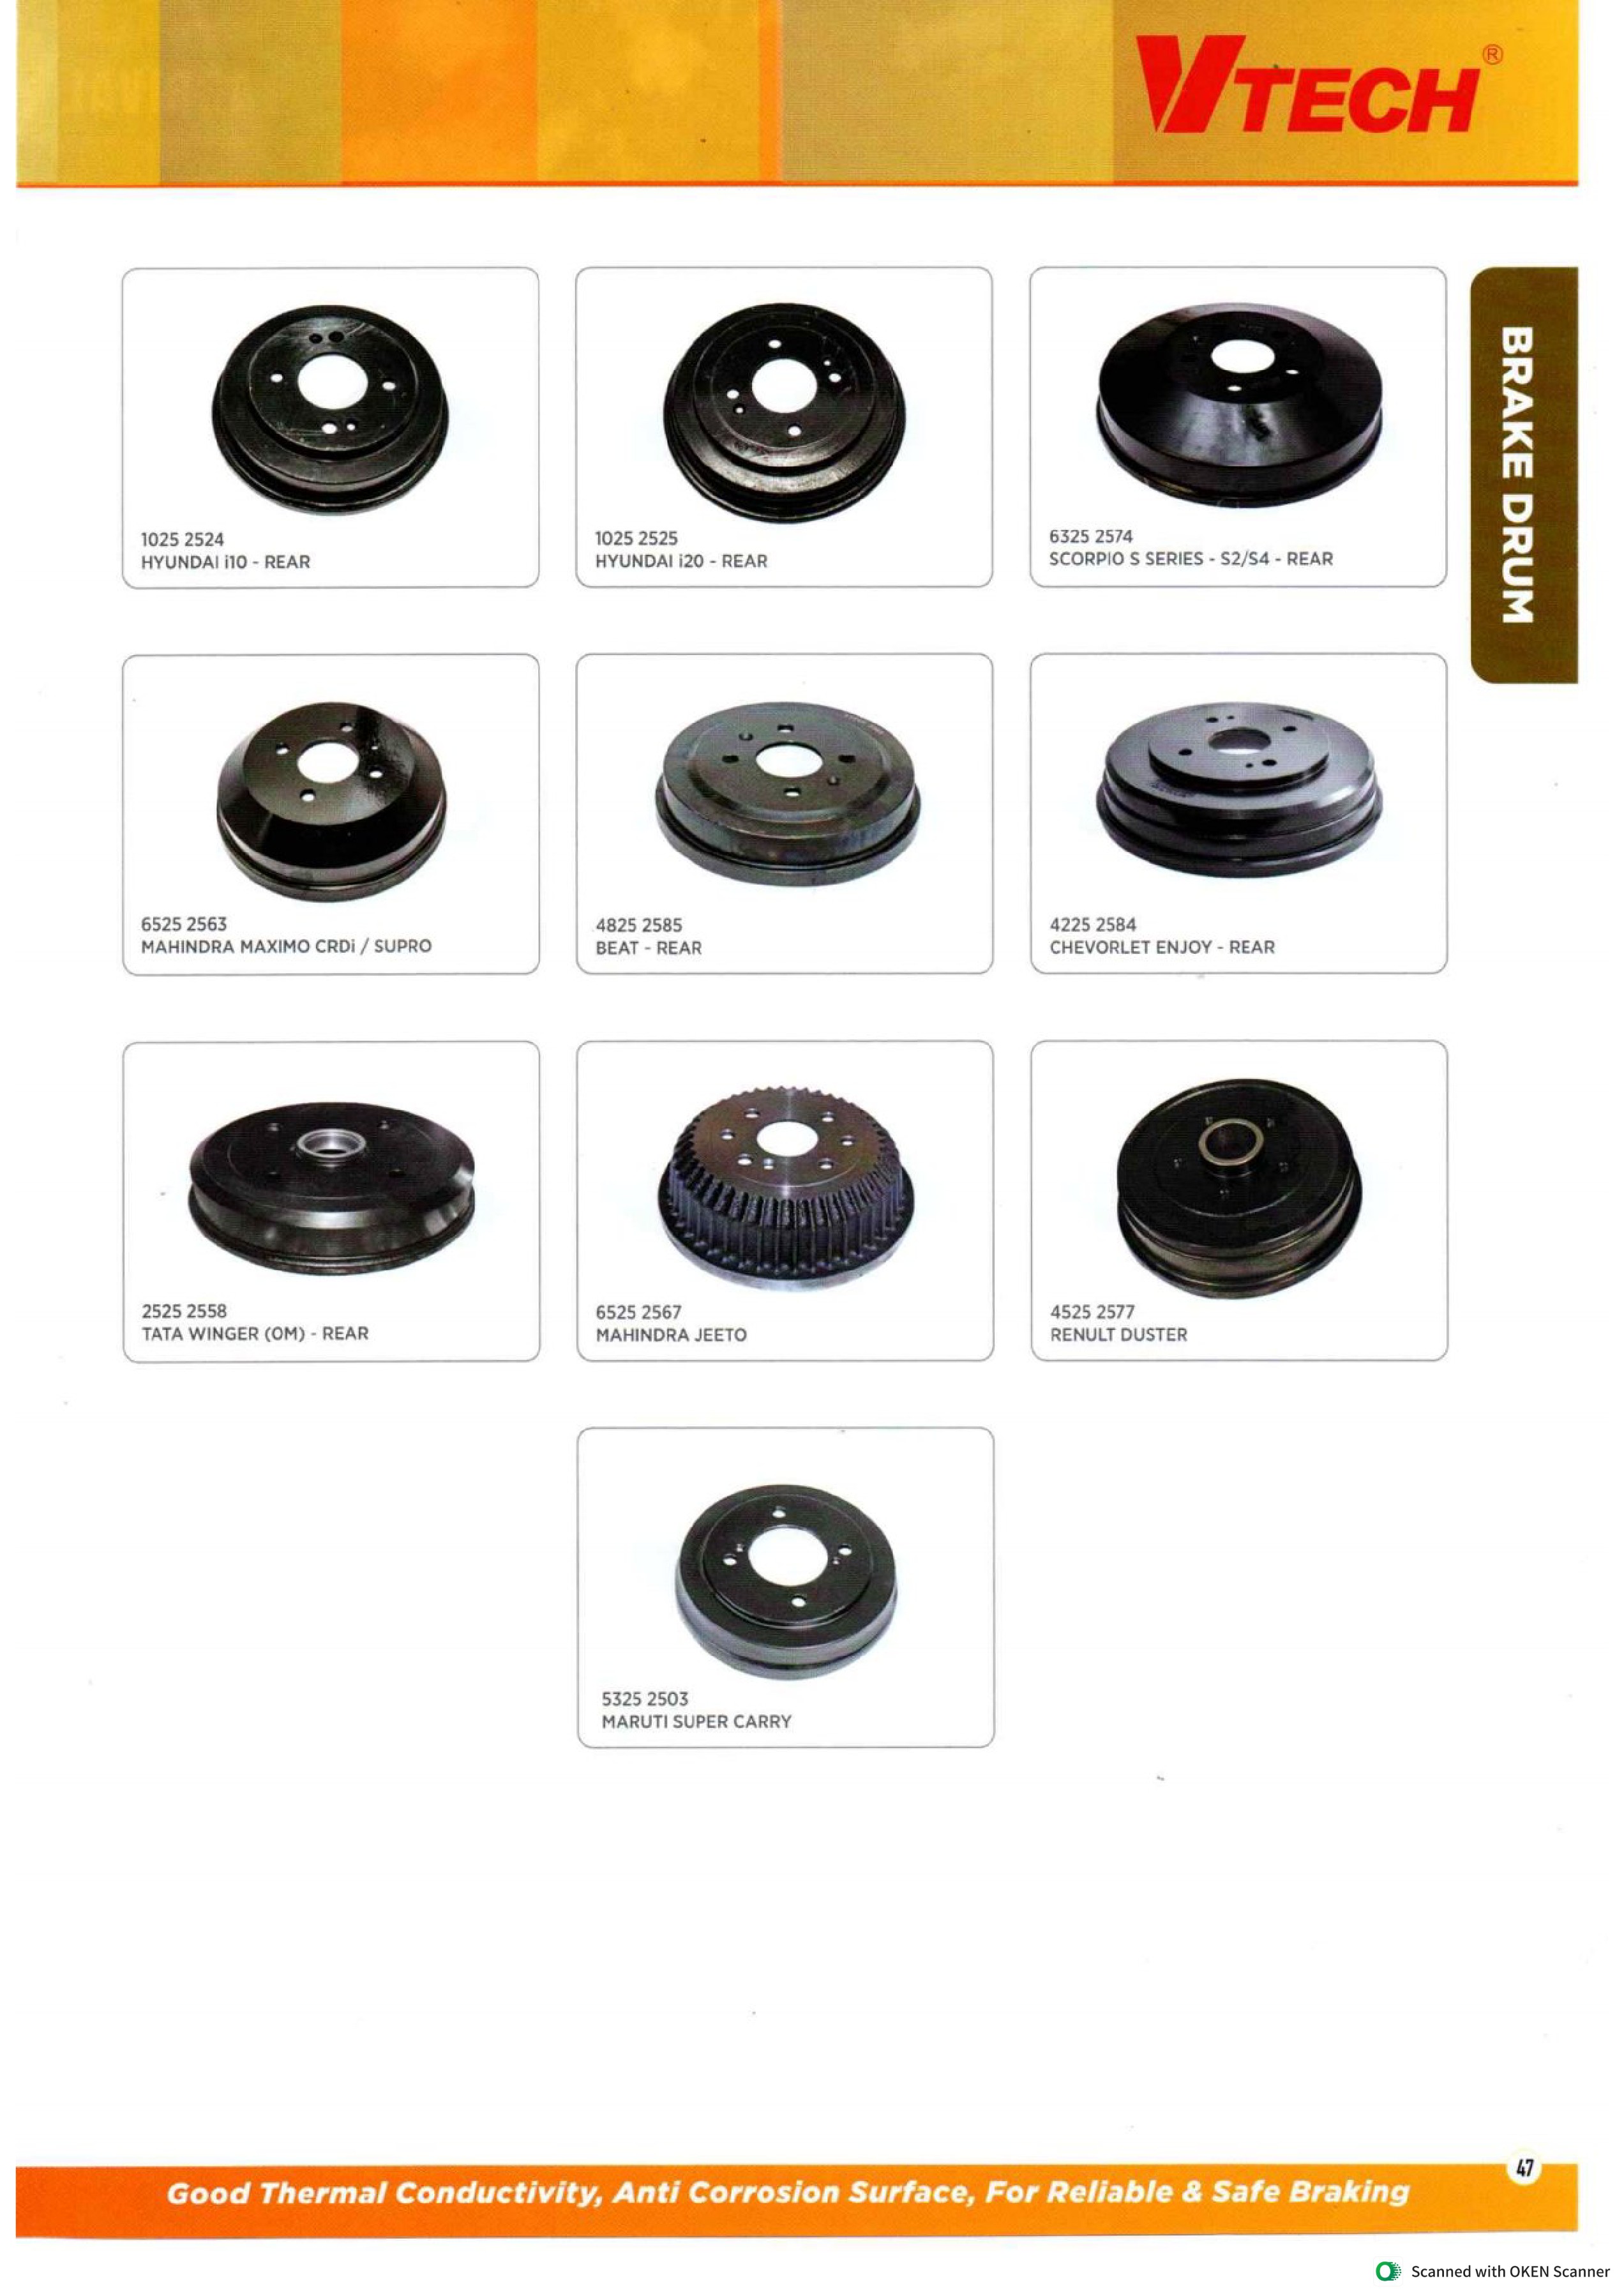 VTECH®
BRAKE DRUM
1025 2524
HYUNDAI i10 - REAR
1025 2525
HYUNDAI i20 - REAR
6325 2574
SCORPIO S SERIES - S2/S4 - REAR
6525 2563
MAHINDRA MAXIMO CRDi / SUPRO
4825 2585
BEAT - REAR
4225 2584
CHEVORLET ENJOY - REAR
2525 2558
TATA WINGER (OM) - REAR
6525 2567
MAHINDRA JEETO
4525 2577
RENULT DUSTER
5325 2503
MARUTI SUPER CARRY
47
Good Thermal Conductivity, Anti Corrosion Surface, For Reliable & Safe Braking
Scanned with OKEN Scanner